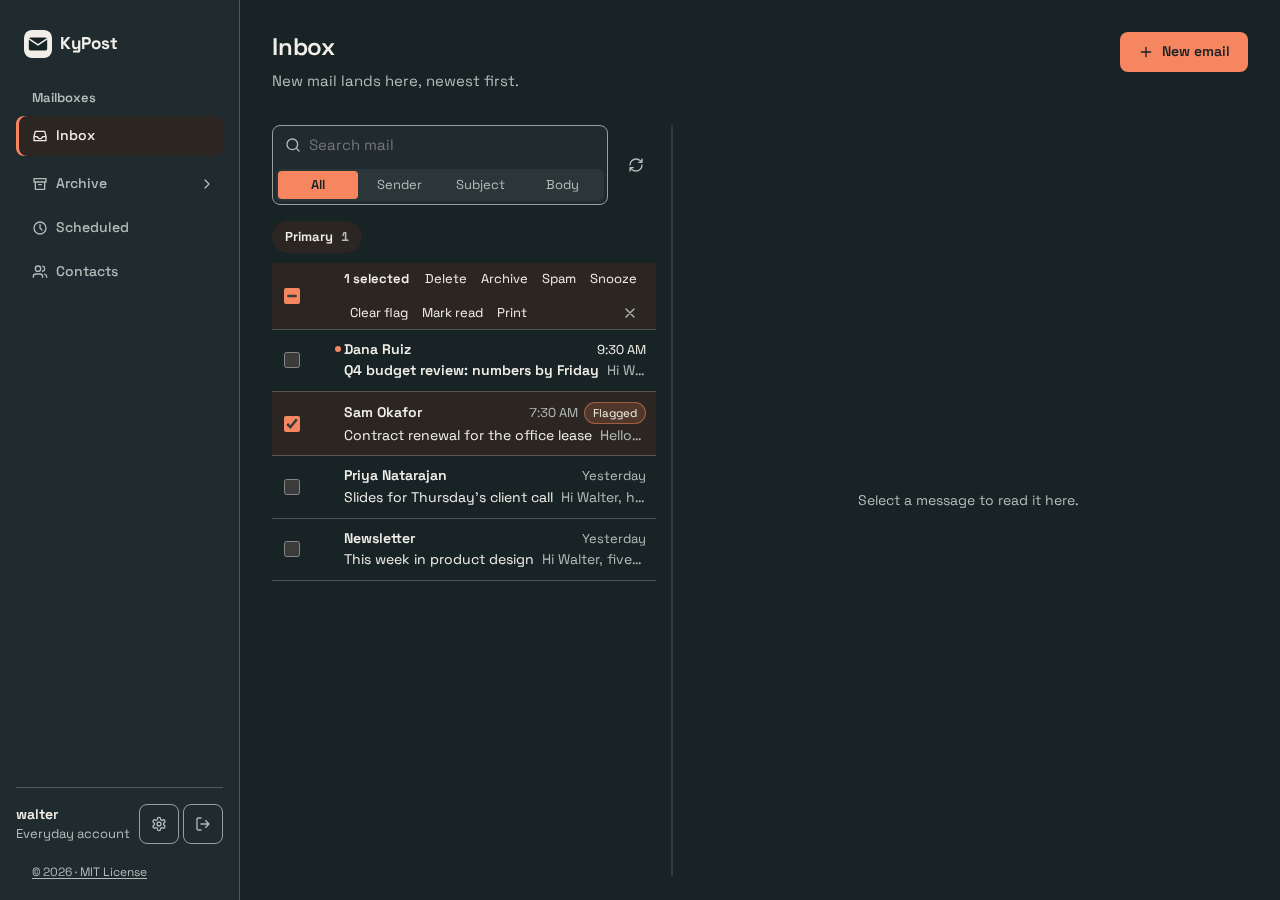 KyPost
Mailboxes
Inbox
Archive
Scheduled
Contacts
walter
Everyday account
© 2026 · MIT License
Inbox
New mail lands here, newest first.
New email
Search mail
All Sender Subject Body
Primary 1
1 selected Delete Archive Spam Snooze
Clear flag Mark read Print
Dana Ruiz 9:30 AM
Q4 budget review: numbers by Friday Hi W…
Sam Okafor 7:30 AM Flagged
Contract renewal for the office lease Hello…
Priya Natarajan Yesterday
Slides for Thursday's client call Hi Walter, h…
Newsletter Yesterday
This week in product design Hi Walter, five…
Select a message to read it here.